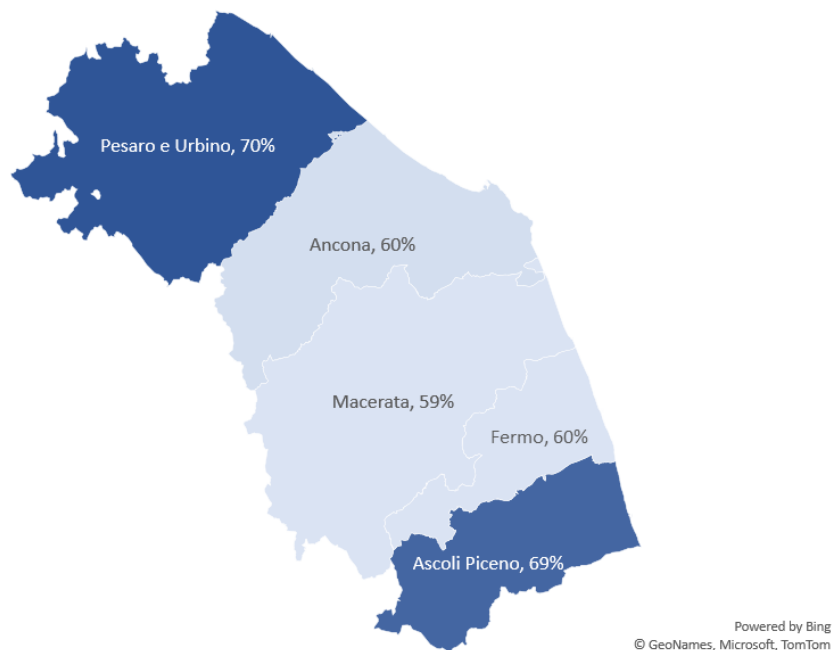 Pesaro e Urbino, 70%
Ancona, 60%
Macerata, 59%
Fermo, 60%
Ascoli Piceno, 69%
Powered by Bing
© GeoNames, Microsoft, TomTom